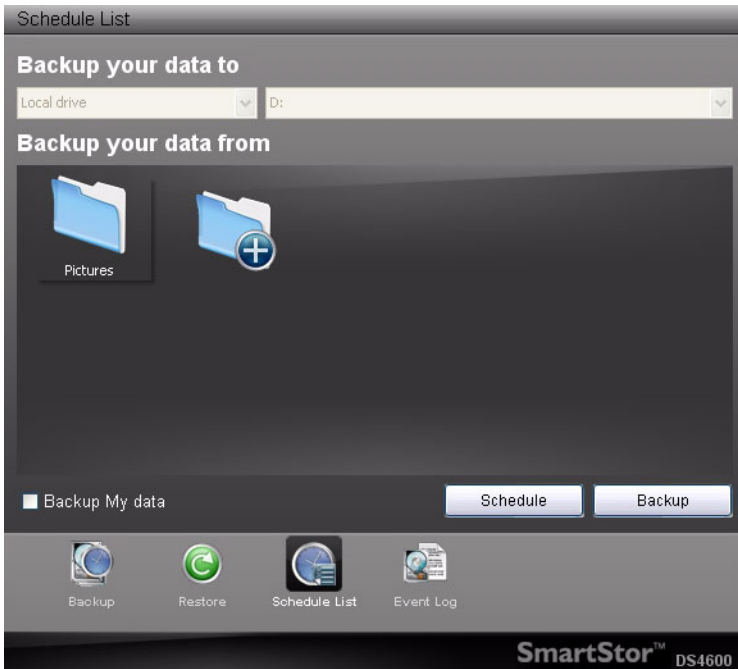 Schedule List
Backup your data to
Local drive D:
Backup your data from
Pictures
Backup My data Schedule Backup
Backup Restore Schedule List Event Log
SmartStor™ DS4600